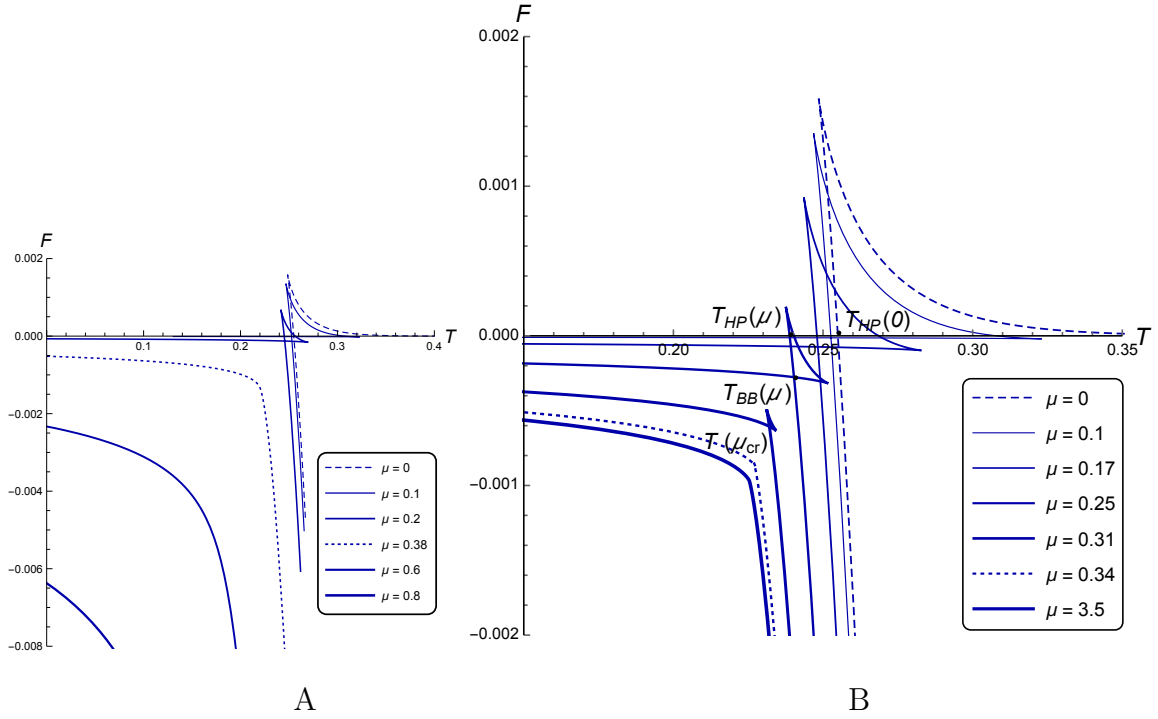 F
0.002
0.000
−0.002
−0.004
−0.006
−0.008
0.1
0.2
0.3
0.4
T
μ = 0
μ = 0.1
μ = 0.2
μ = 0.38
μ = 0.6
μ = 0.8
A
F
0.002
0.001
0.000
−0.001
−0.002
0.20
0.25
0.30
0.35
T
T_HP(μ)
T_HP(0)
T_BB(μ)
T (μ_cr)
μ = 0
μ = 0.1
μ = 0.17
μ = 0.25
μ = 0.31
μ = 0.34
μ = 3.5
B